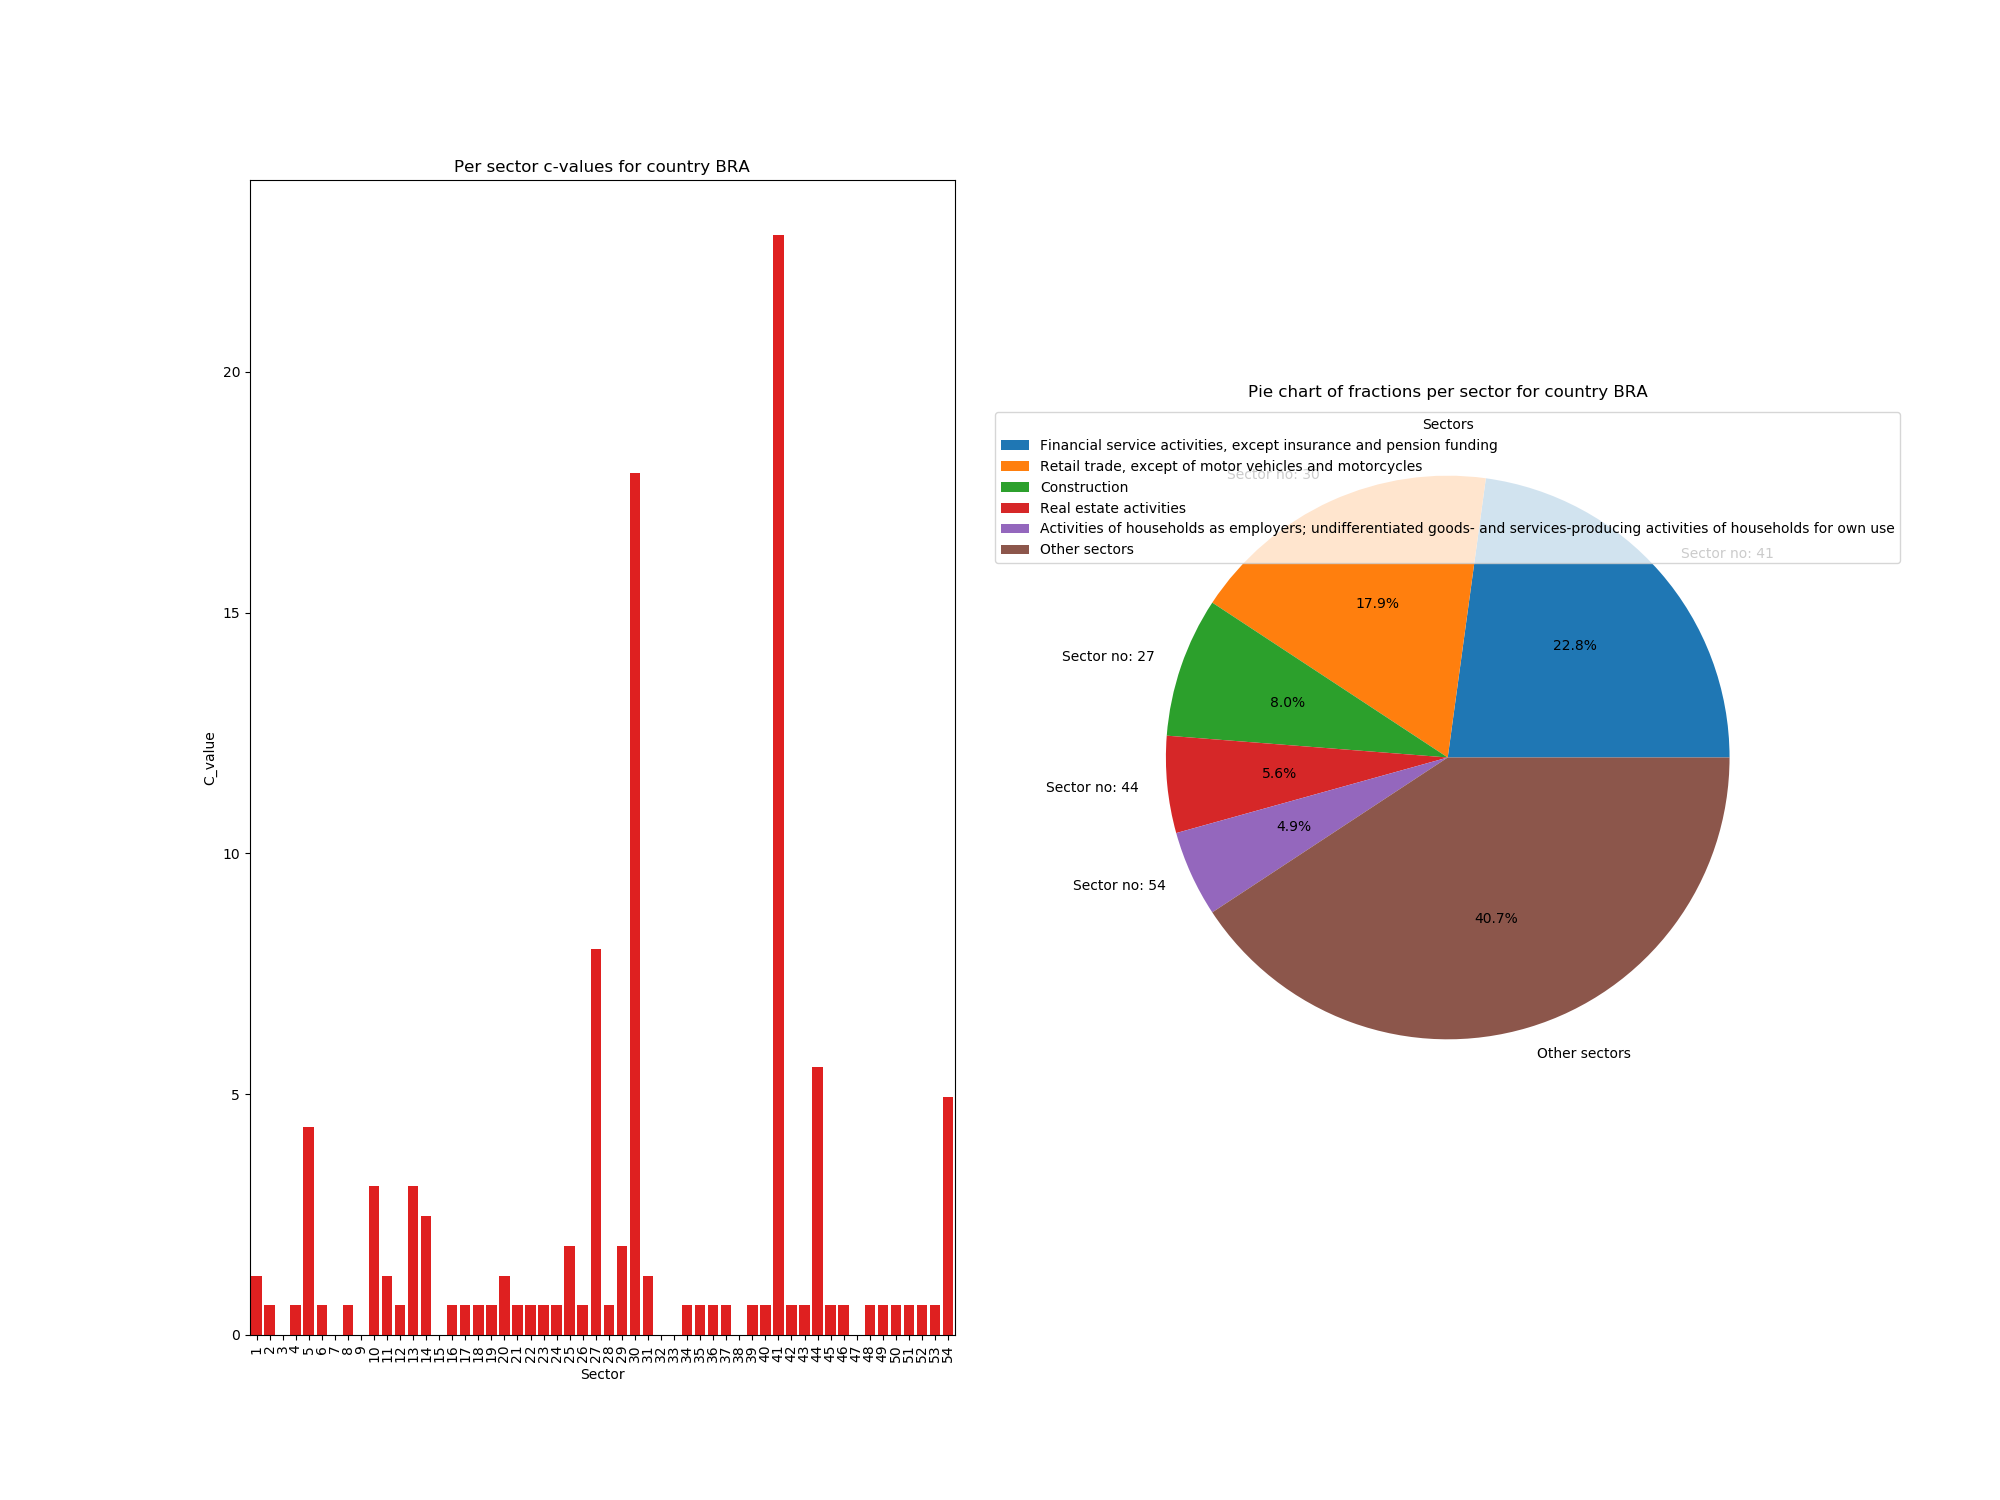 Per sector c-values for country BRA
20
15
10
5
0
C_value
1 2 3 4 5 6 7 8 9 10 11 12 13 14 15 16 17 18 19 20 21 22 23 24 25 26 27 28 29 30 31 32 33 34 35 36 37 38 39 40 41 42 43 44 45 46 47 48 49 50 51 52 53 54
Sector
Pie chart of fractions per sector for country BRA
Sectors
Financial service activities, except insurance and pension funding
Retail trade, except of motor vehicles and motorcycles
Sector no: 30
Construction
Real estate activities
Activities of households as employers; undifferentiated goods- and services-producing activities of households for own use
Other sectors
Sector no: 41
17.9%
22.8%
Sector no: 27
8.0%
5.6%
Sector no: 44
4.9%
Sector no: 54
40.7%
Other sectors